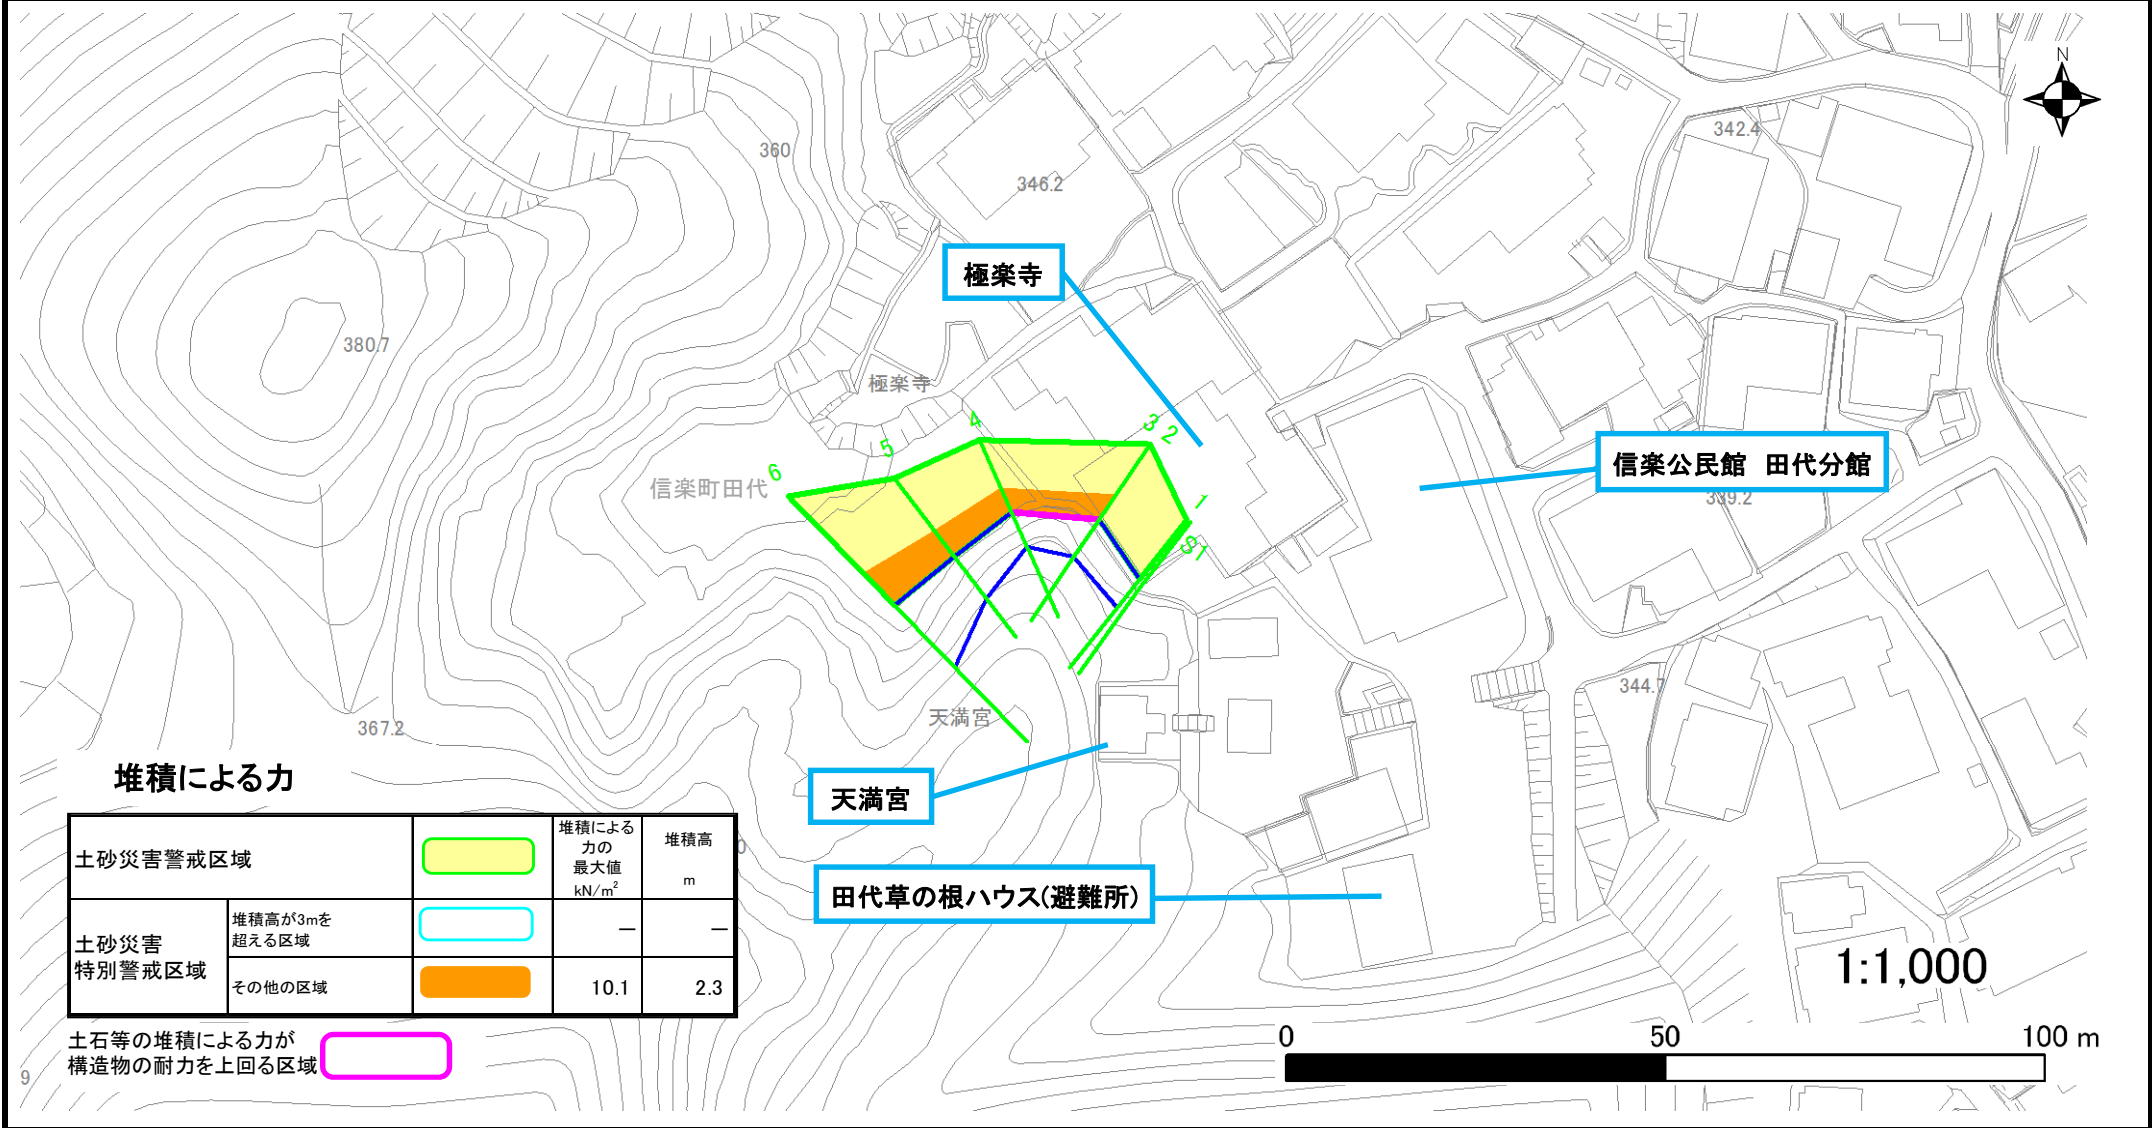 N
342.4
360
346.2
極楽寺
380.7
極楽寺
4
3 2
5
6
信楽町田代
信楽公民館 田代分館
339.2
1
S1
344.7
天満宮
367.2
天満宮
堆積による力
土砂災害警戒区域
堆積による
力の
最大値
kN/m²
堆積高
m
0
土砂災害
特別警戒区域
堆積高が3mを
超える区域
—
—
その他の区域
10.1
2.3
田代草の根ハウス(避難所)
土石等の堆積による力が
構造物の耐力を上回る区域
9
1:1,000
0 50 100 m